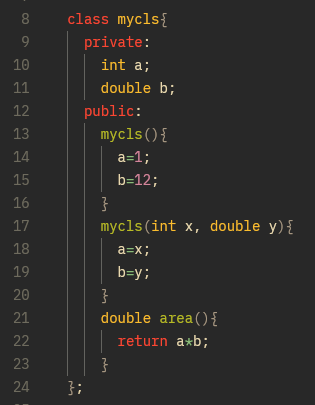 8 class mycls{
9 private:
10 int a;
11 double b;
12 public:
13 mycls(){
14 a=1;
15 b=12;
16 }
17 mycls(int x, double y){
18 a=x;
19 b=y;
20 }
21 double area(){
22 return a*b;
23 }
24 };